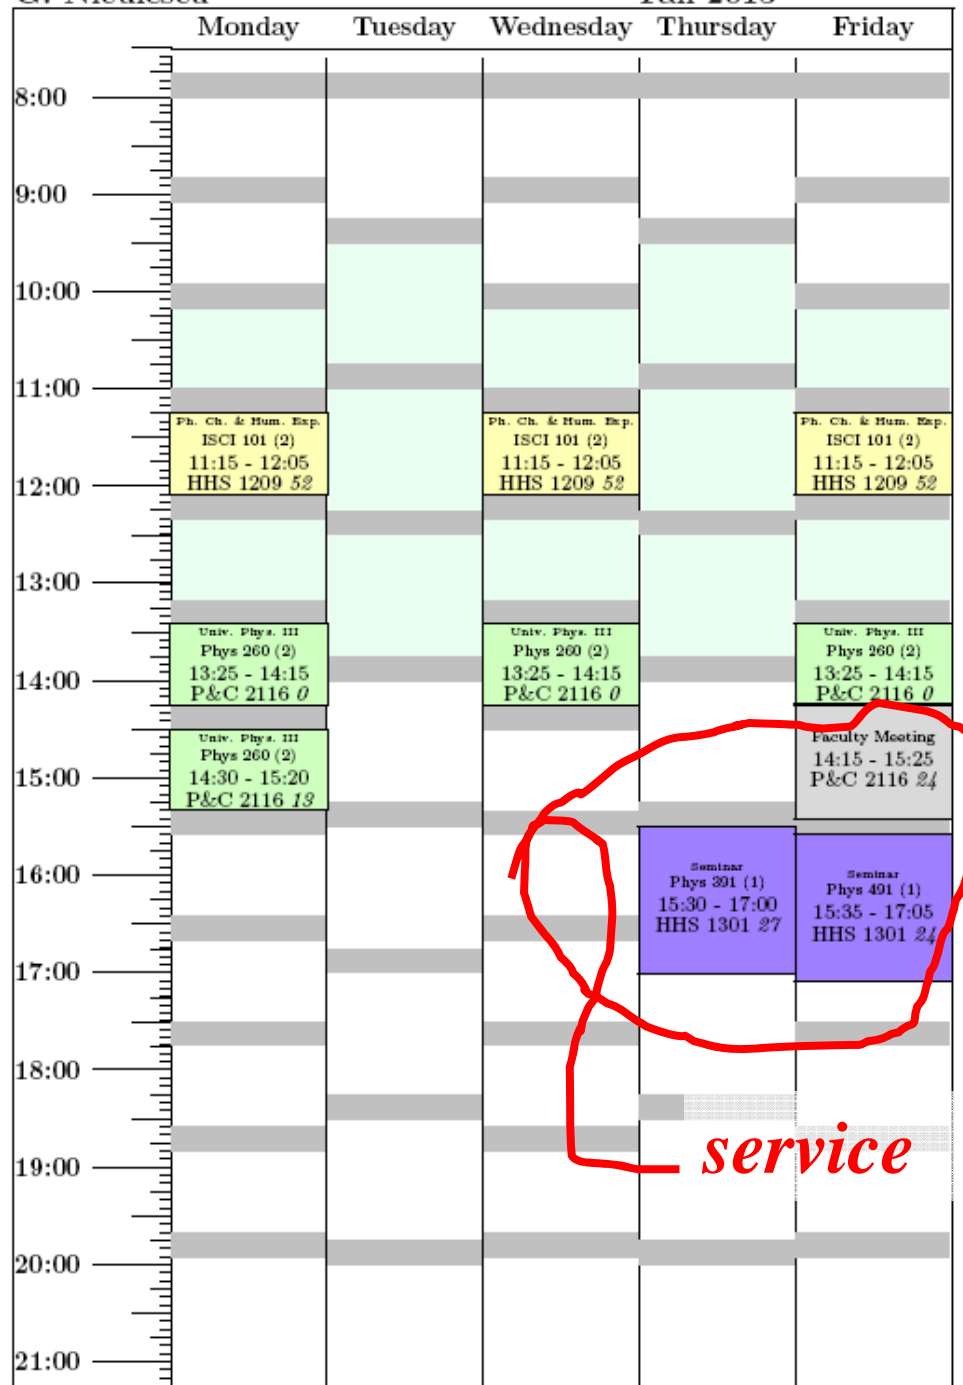 Monday Tuesday Wednesday Thursday Friday
8:00
9:00
10:00
11:00
Ph. Ch. & Hum. Exp.
ISCI 101 (2)
11:15 - 12:05
HHS 1209 52
Ph. Ch. & Hum. Exp.
ISCI 101 (2)
11:15 - 12:05
HHS 1209 52
Ph. Ch. & Hum. Exp.
ISCI 101 (2)
11:15 - 12:05
HHS 1209 52
12:00
13:00
Univ. Phys. III
Phys 260 (2)
13:25 - 14:15
P&C 2116 0
Univ. Phys. III
Phys 260 (2)
13:25 - 14:15
P&C 2116 0
Univ. Phys. III
Phys 260 (2)
13:25 - 14:15
P&C 2116 0
14:00
Univ. Phys. III
Phys 260 (2)
14:30 - 15:20
P&C 2116 13
Faculty Meeting
14:15 - 15:25
P&C 2116 24
15:00
16:00
Seminar
Phys 391 (1)
15:30 - 17:00
HHS 1301 27
Seminar
Phys 491 (1)
15:35 - 17:05
HHS 1301 24
17:00
18:00
service
19:00
20:00
21:00